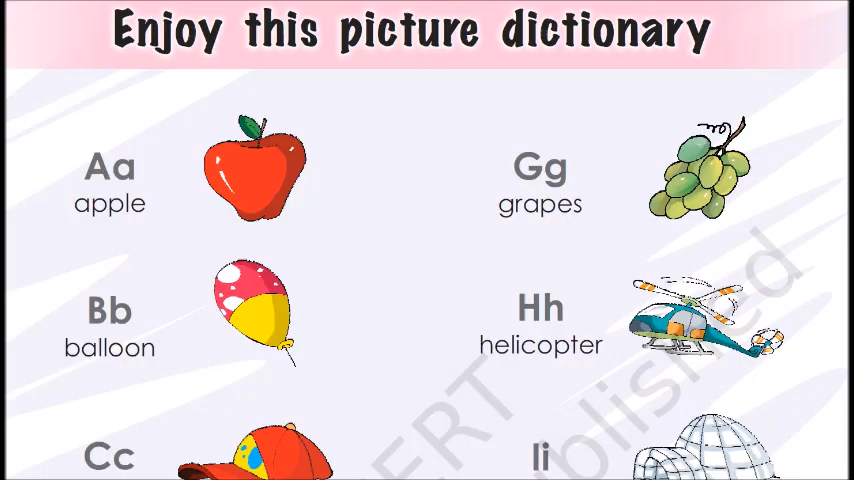 Enjoy this picture dictionary
Aa
apple
Gg
grapes
Bb
balloon
Hh
helicopter
Cc
Ii